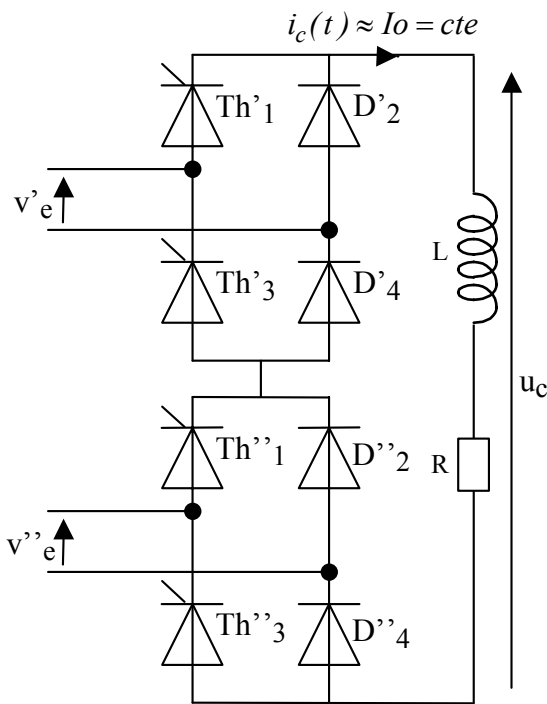 i_c(t) ≈ Io = cte
Th’1
D’2
v’e
Th’3
D’4
L
u_c
Th’’1
D’’2
R
v’’e
Th’’3
D’’4